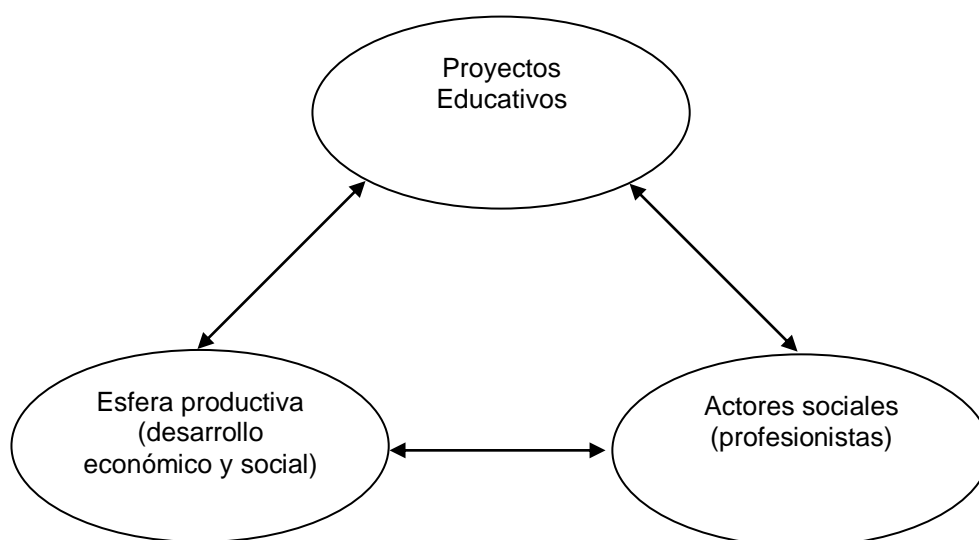 Proyectos
Educativos
Esfera productiva
(desarrollo
económico y social)
Actores sociales
(profesionistas)